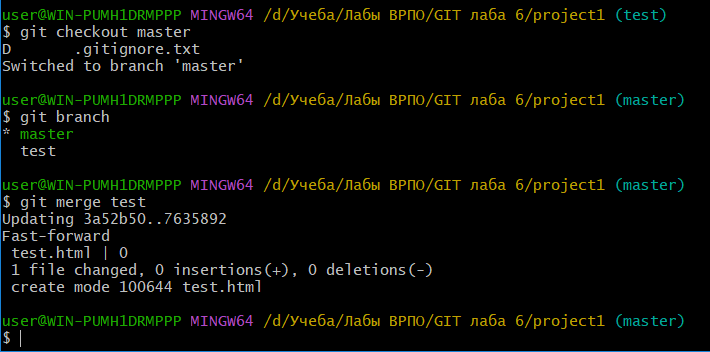 user@WIN-PUMH1DRMPPP MINGW64 /d/Учеба/Лабы ВРПО/GIT лаба 6/project1 (test)
$ git checkout master
D       .gitignore.txt
Switched to branch 'master'

user@WIN-PUMH1DRMPPP MINGW64 /d/Учеба/Лабы ВРПО/GIT лаба 6/project1 (master)
$ git branch
* master
  test

user@WIN-PUMH1DRMPPP MINGW64 /d/Учеба/Лабы ВРПО/GIT лаба 6/project1 (master)
$ git merge test
Updating 3a52b50..7635892
Fast-forward
 test.html | 0
 1 file changed, 0 insertions(+), 0 deletions(-)
 create mode 100644 test.html

user@WIN-PUMH1DRMPPP MINGW64 /d/Учеба/Лабы ВРПО/GIT лаба 6/project1 (master)
$